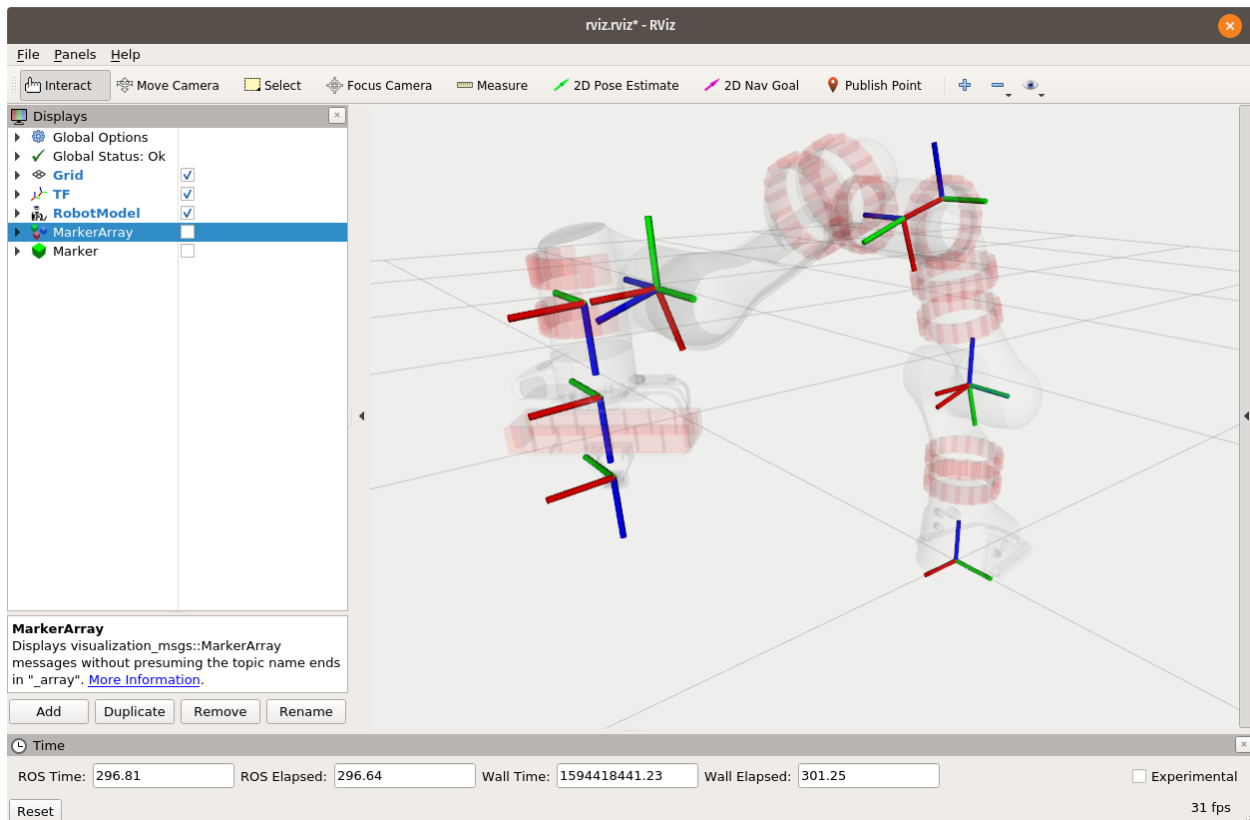 rviz.rviz* - RViz
File Panels Help
Interact Move Camera Select Focus Camera Measure 2D Pose Estimate 2D Nav Goal Publish Point
Displays
Global Options
Global Status: Ok
Grid
TF
RobotModel
MarkerArray
Marker
MarkerArray
Displays visualization_msgs::MarkerArray
messages without presuming the topic name ends
in "_array". More Information.
Add Duplicate Remove Rename
Time
ROS Time: 296.81 ROS Elapsed: 296.64 Wall Time: 1594418441.23 Wall Elapsed: 301.25 Experimental
Reset 31 fps